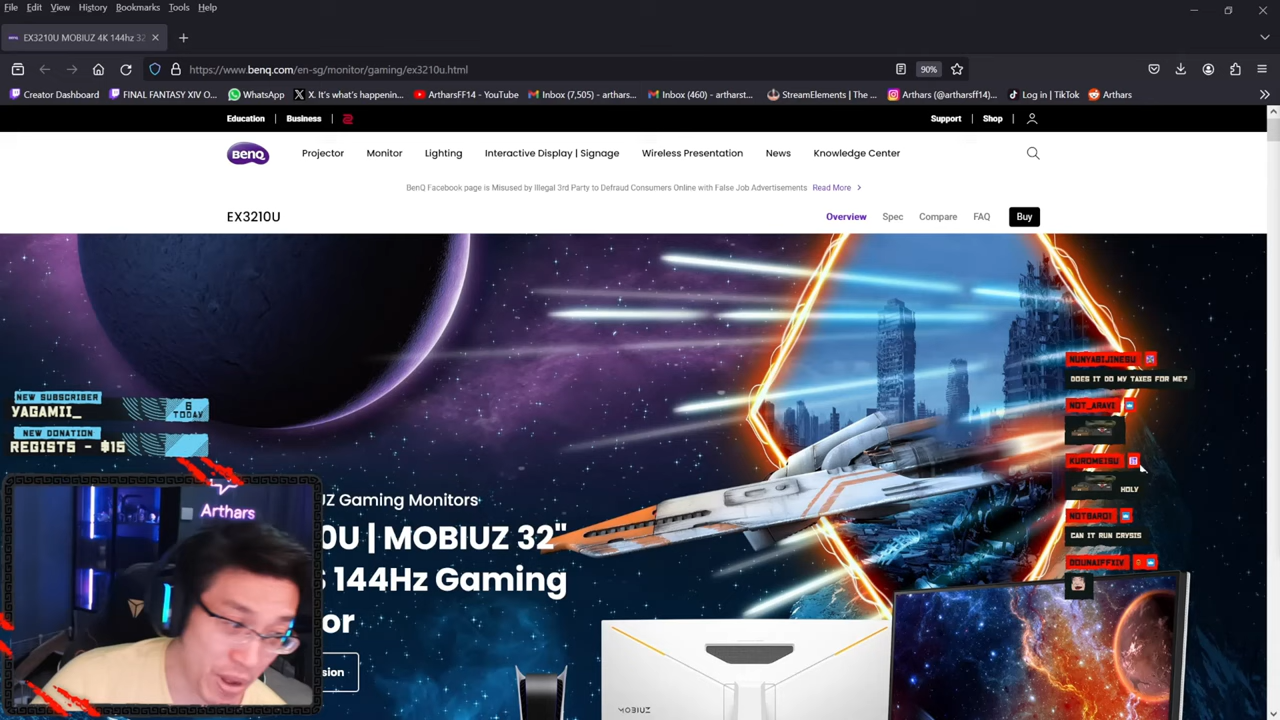 File Edit View History Bookmarks Tools Help
EX3210U MOBIUZ 4K 144hz 32
https://www.benq.com/en-sg/monitor/gaming/ex3210u.html
90%
Creator Dashboard
FINAL FANTASY XIV O...
WhatsApp
X. It's what's happenin...
ArtharsFF14 - YouTube
Inbox (7,505) - arthars...
Inbox (460) - artharst...
StreamElements | The ...
Arthars (@artharsff14)...
Log in | TikTok
Arthars
Education
Business
Support
Shop
BenQ
Projector
Monitor
Lighting
Interactive Display | Signage
Wireless Presentation
News
Knowledge Center
BenQ Facebook page is Misused by Illegal 3rd Party to Defraud Consumers Online with False Job Advertisements Read More
EX3210U
Overview
Spec
Compare
FAQ
Buy
NUNYABIJINESU
DOES IT DO MY TAXES FOR ME?
NOT_ARAVI
KUROMEISU
HOLY
NOTBARDI
CAN IT RUN CRYSIS
NEW SUBSCRIBER
YAGAMII_
6 TODAY
NEW DONATION
REGISTS - $15
Arthars
UZ Gaming Monitors
0U | MOBIUZ 32"
144Hz Gaming
or
MOBIUZ